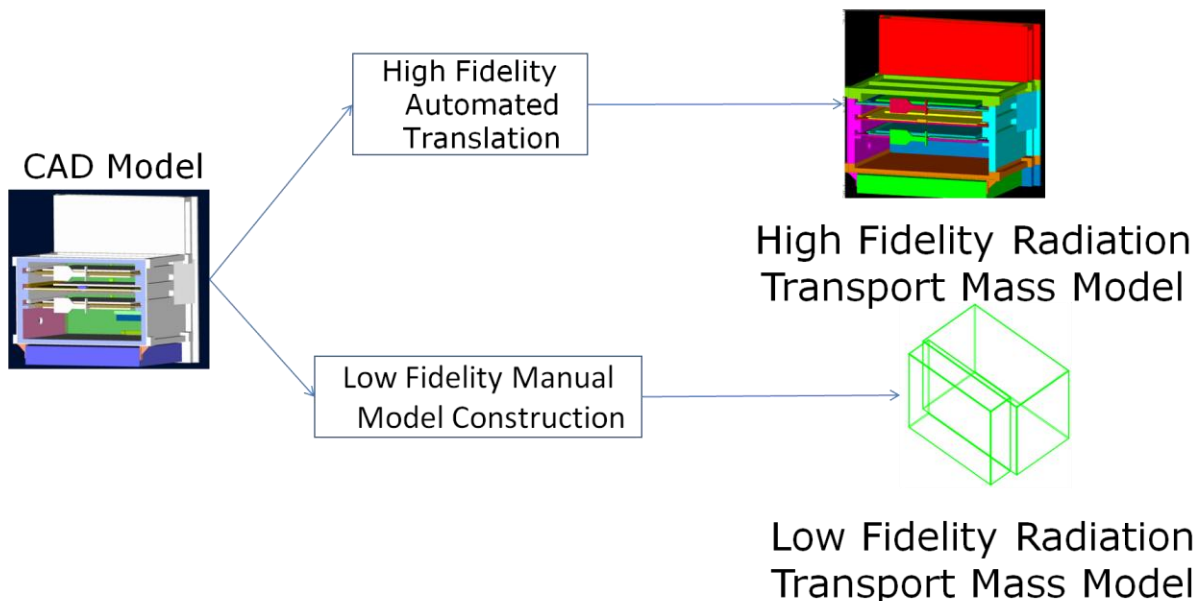 CAD Model
High Fidelity
Automated
Translation
High Fidelity Radiation
Transport Mass Model
Low Fidelity Manual
Model Construction
Low Fidelity Radiation
Transport Mass Model